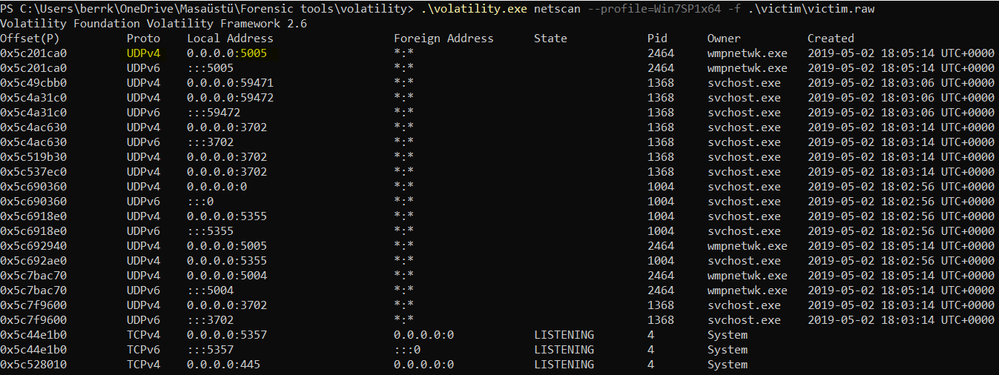 PS C:\Users\berrk\OneDrive\Masaüstü\Forensic tools\volatility> .\volatility.exe netscan --profile=Win7SP1x64 -f .\victim\victim.raw
Volatility Foundation Volatility Framework 2.6
Offset(P) Proto Local Address Foreign Address State Pid Owner Created
0x5c201ca0 UDPv4 0.0.0.0:5005 *:* 2464 wmpnetwk.exe 2019-05-02 18:05:14 UTC+0000
0x5c201ca0 UDPv6 :::5005 *:* 2464 wmpnetwk.exe 2019-05-02 18:05:14 UTC+0000
0x5c49cbb0 UDPv4 0.0.0.0:59471 *:* 1368 svchost.exe 2019-05-02 18:03:06 UTC+0000
0x5c4a31c0 UDPv4 0.0.0.0:59472 *:* 1368 svchost.exe 2019-05-02 18:03:06 UTC+0000
0x5c4a31c0 UDPv6 :::59472 *:* 1368 svchost.exe 2019-05-02 18:03:06 UTC+0000
0x5c4ac630 UDPv4 0.0.0.0:3702 *:* 1368 svchost.exe 2019-05-02 18:03:14 UTC+0000
0x5c4ac630 UDPv6 :::3702 *:* 1368 svchost.exe 2019-05-02 18:03:14 UTC+0000
0x5c519b30 UDPv4 0.0.0.0:3702 *:* 1368 svchost.exe 2019-05-02 18:03:14 UTC+0000
0x5c537ec0 UDPv4 0.0.0.0:3702 *:* 1368 svchost.exe 2019-05-02 18:03:14 UTC+0000
0x5c690360 UDPv4 0.0.0.0:0 *:* 1004 svchost.exe 2019-05-02 18:02:56 UTC+0000
0x5c690360 UDPv6 :::0 *:* 1004 svchost.exe 2019-05-02 18:02:56 UTC+0000
0x5c6918e0 UDPv4 0.0.0.0:5355 *:* 1004 svchost.exe 2019-05-02 18:02:56 UTC+0000
0x5c6918e0 UDPv6 :::5355 *:* 1004 svchost.exe 2019-05-02 18:02:56 UTC+0000
0x5c692940 UDPv4 0.0.0.0:5005 *:* 2464 wmpnetwk.exe 2019-05-02 18:05:14 UTC+0000
0x5c692ae0 UDPv4 0.0.0.0:5355 *:* 1004 svchost.exe 2019-05-02 18:02:56 UTC+0000
0x5c7bac70 UDPv4 0.0.0.0:5004 *:* 2464 wmpnetwk.exe 2019-05-02 18:05:14 UTC+0000
0x5c7bac70 UDPv6 :::5004 *:* 2464 wmpnetwk.exe 2019-05-02 18:05:14 UTC+0000
0x5c7f9600 UDPv4 0.0.0.0:3702 *:* 1368 svchost.exe 2019-05-02 18:03:14 UTC+0000
0x5c7f9600 UDPv6 :::3702 *:* 1368 svchost.exe 2019-05-02 18:03:14 UTC+0000
0x5c44e1b0 TCPv4 0.0.0.0:5357 0.0.0.0:0 LISTENING 4 System
0x5c44e1b0 TCPv6 :::5357 :::0 LISTENING 4 System
0x5c528010 TCPv4 0.0.0.0:445 0.0.0.0:0 LISTENING 4 System